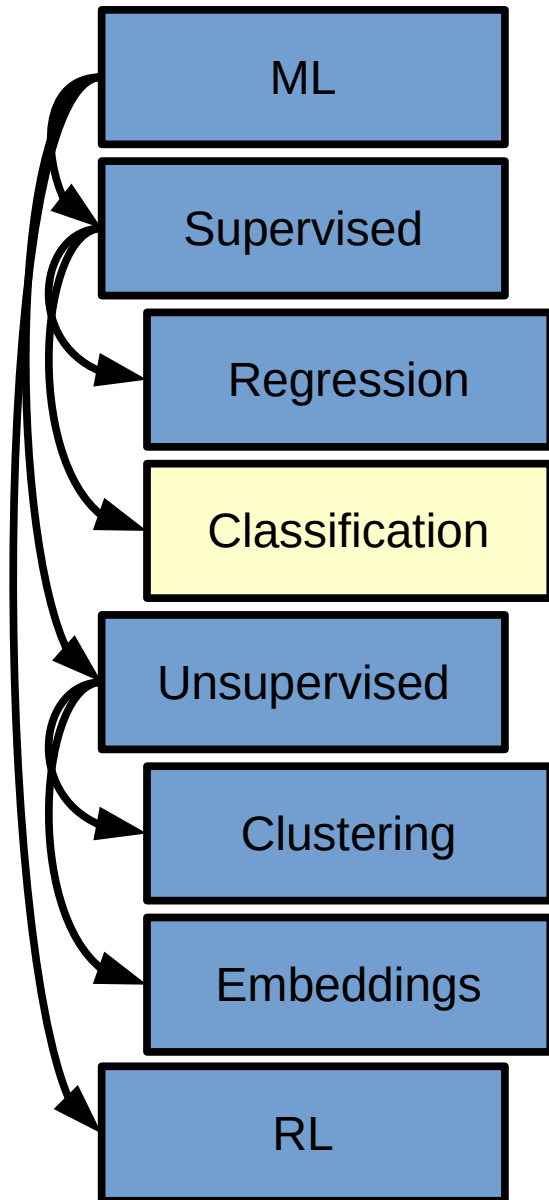 ML
Supervised
Regression
Classification
Unsupervised
Clustering
Embeddings
RL